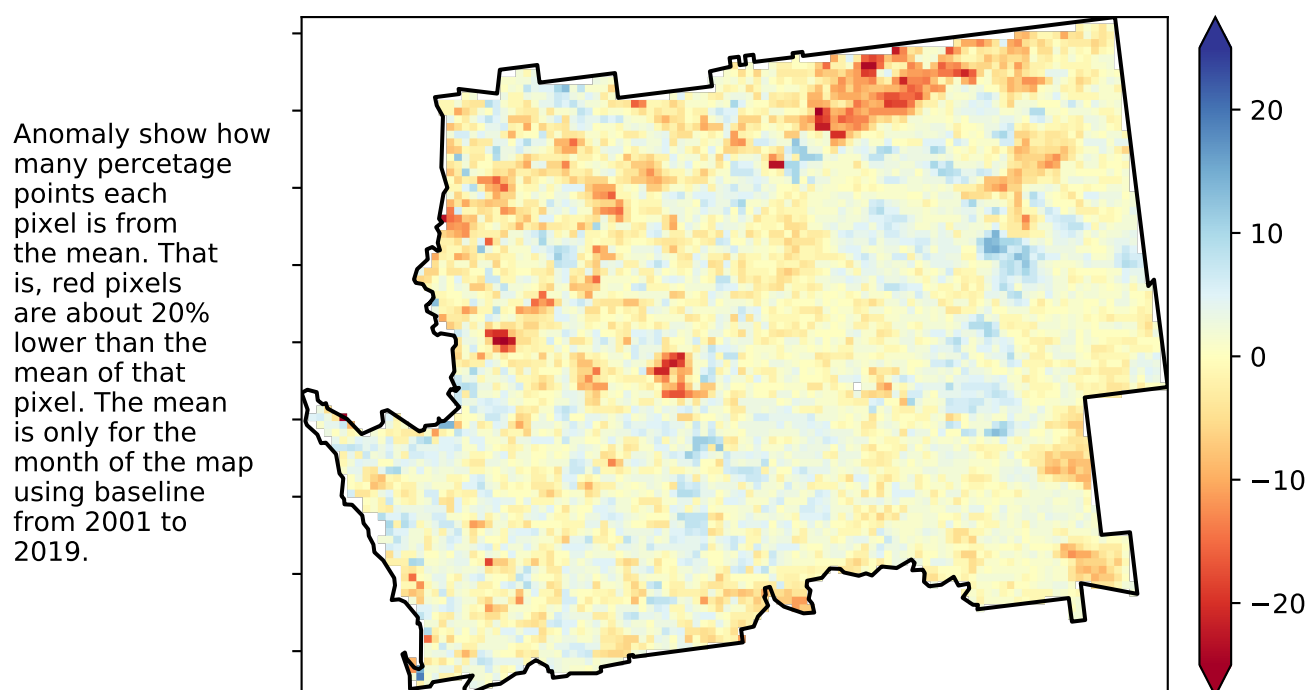 Anomaly show how
many percetage
points each
pixel is from
the mean. That
is, red pixels
are about 20%
lower than the
mean of that
pixel. The mean
is only for the
month of the map
using baseline
from 2001 to
2019.
20
10
0
−10
−20